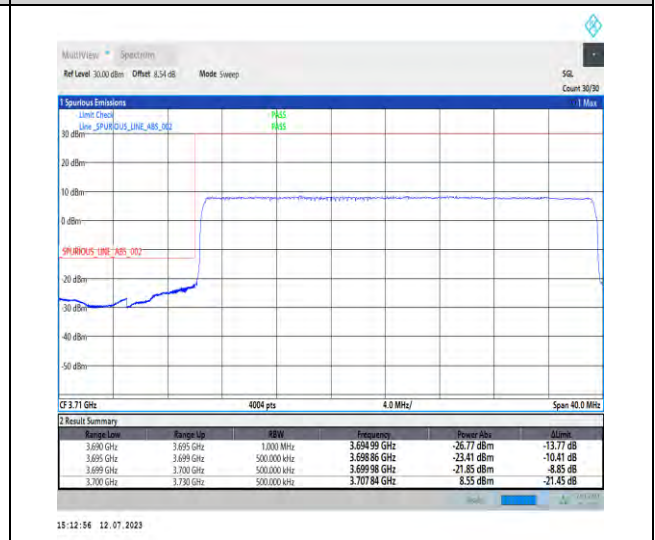 MultiView Spectrum
Ref Level 30.00 dBm Offset 8.54 dB Mode Sweep SGL
Count 30/30
1 Spurious Emissions 1 Max
Limit Check PASS
Line _SPURIOUS_LINE_ABS_002 PASS
30 dBm
20 dBm
10 dBm
0 dBm
SPURIOUS_LINE_ABS_002
-20 dBm
-30 dBm
-40 dBm
-50 dBm
CF 3.71 GHz 4004 pts 4.0 MHz/ Span 40.0 MHz
2 Result Summary
Range Low Range Up RBW Frequency Power Abs ΔLimit
3.690 GHz 3.695 GHz 1.000 MHz 3.694 99 GHz -26.77 dBm -13.77 dB
3.695 GHz 3.699 GHz 500.000 kHz 3.698 86 GHz -23.41 dBm -10.41 dB
3.699 GHz 3.700 GHz 500.000 kHz 3.699 98 GHz -21.85 dBm -8.85 dB
3.700 GHz 3.730 GHz 500.000 kHz 3.707 84 GHz 8.55 dBm -21.45 dB
15:12:56 12.07.2023